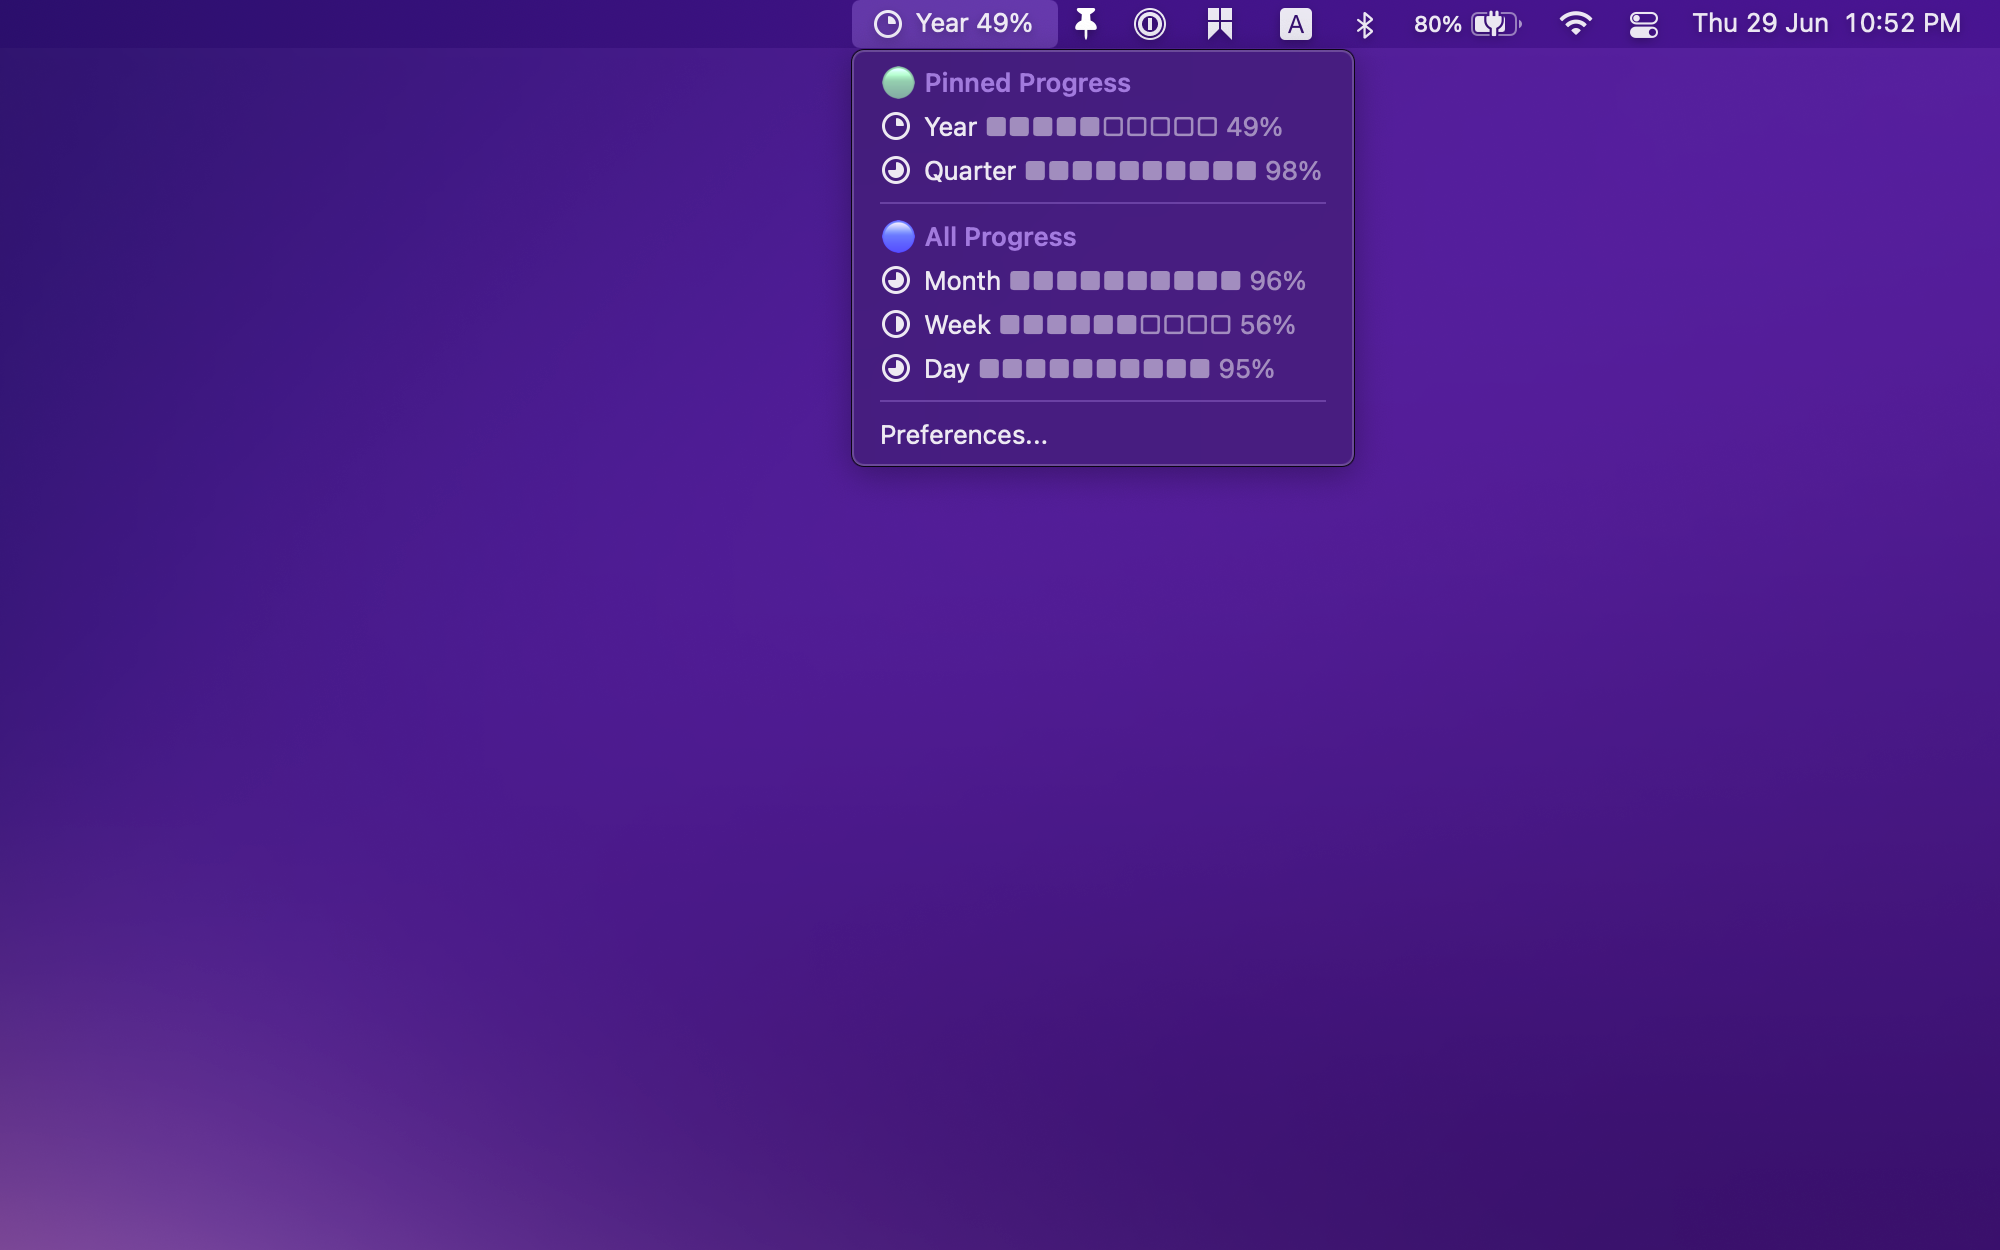 Year 49% A 80% Thu 29 Jun 10:52 PM
Pinned Progress
Year 49%
Quarter 98%
All Progress
Month 96%
Week 56%
Day 95%
Preferences...